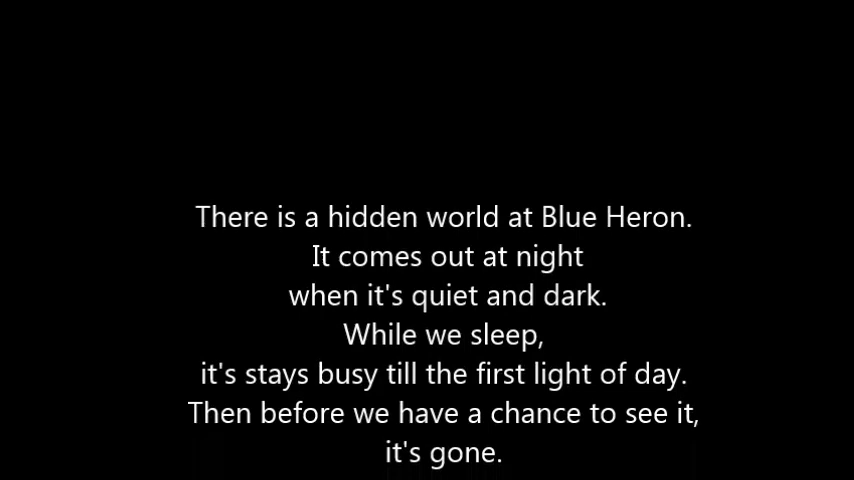 There is a hidden world at Blue Heron.
It comes out at night
when it's quiet and dark.
While we sleep,
it's stays busy till the first light of day.
Then before we have a chance to see it,
it's gone.